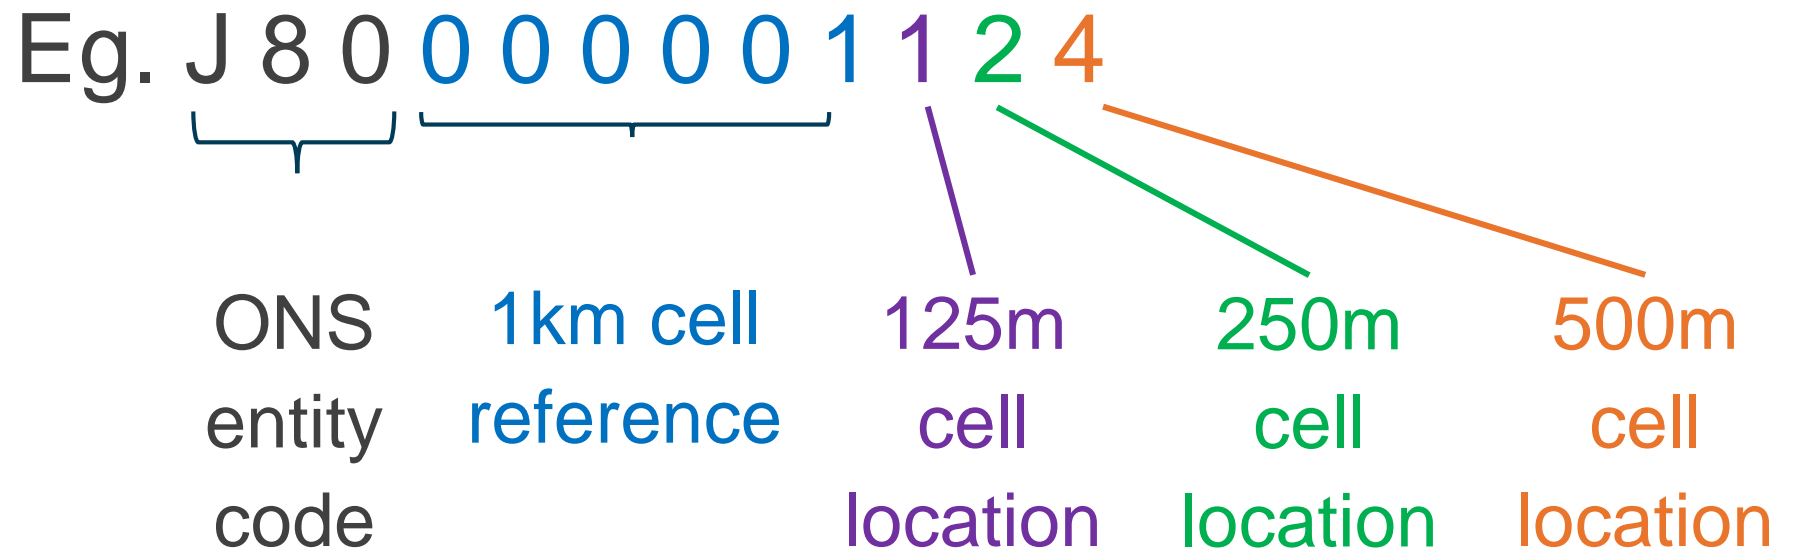 Eg. J 8 0 0 0 0 0 0 1 1 2 4
ONS entity code
1km cell reference
125m cell location
250m cell location
500m cell location